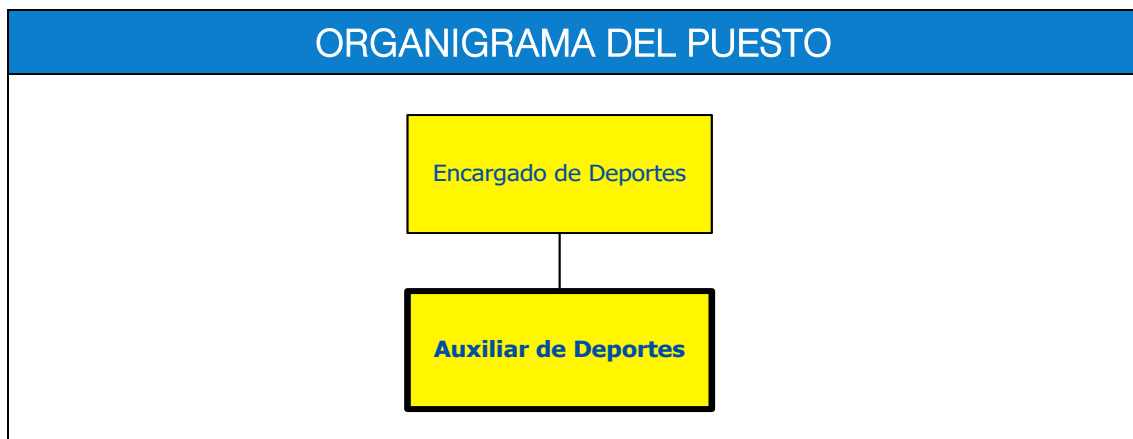 ORGANIGRAMA DEL PUESTO
Encargado de Deportes
Auxiliar de Deportes